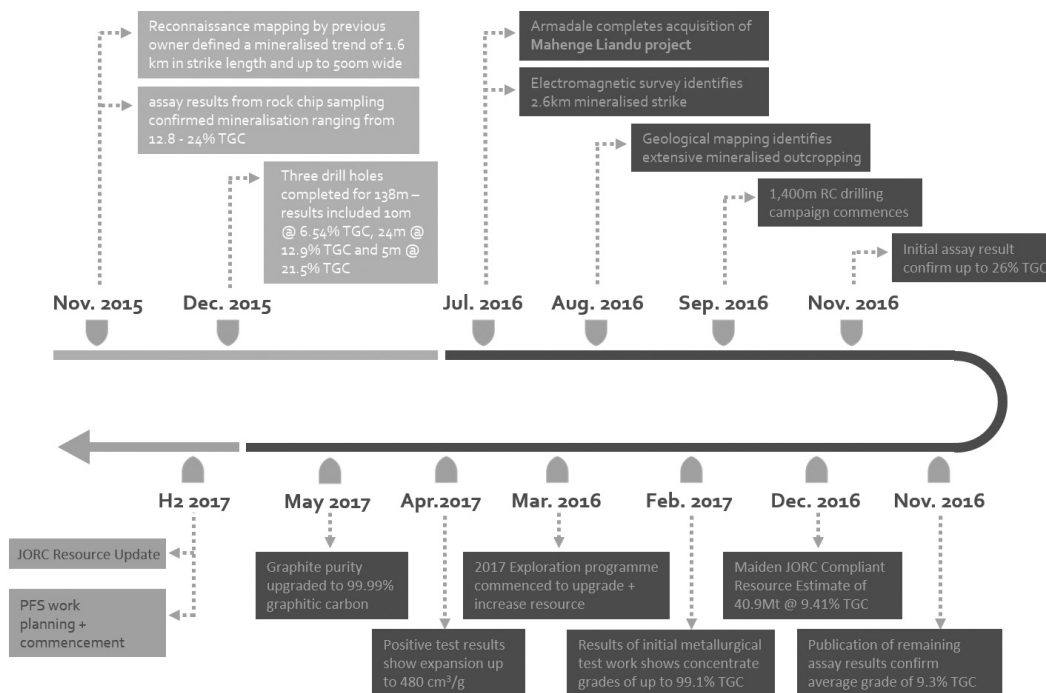 Reconnaissance mapping by previous
owner defined a mineralised trend of 1.6
km in strike length and up to 500m wide
assay results from rock chip sampling
confirmed mineralisation ranging from
12.8 - 24% TGC
Three drill holes
completed for 138m –
results included 10m
@ 6.54% TGC, 24m @
12.9% TGC and 5m @
21.5% TGC
Armadale completes acquisition of
Mahenge Liandu project
Electromagnetic survey identifies
2.6km mineralised strike
Geological mapping identifies
extensive mineralised outcropping
1,400m RC drilling
campaign commences
Initial assay result
confirm up to 26% TGC
Nov. 2015
Dec. 2015
Jul. 2016
Aug. 2016
Sep. 2016
Nov. 2016
H2 2017
May 2017
Apr.2017
Mar. 2016
Feb. 2017
Dec. 2016
Nov. 2016
JORC Resource Update
PFS work
planning +
commencement
Graphite purity
upgraded to 99.99%
graphitic carbon
Positive test results
show expansion up
to 480 cm³/g
2017 Exploration programme
commenced to upgrade +
increase resource
Results of initial metallurgical
test work shows concentrate
grades of up to 99.1% TGC
Maiden JORC Compliant
Resource Estimate of
40.9Mt @ 9.41% TGC
Publication of remaining
assay results confirm
average grade of 9.3% TGC